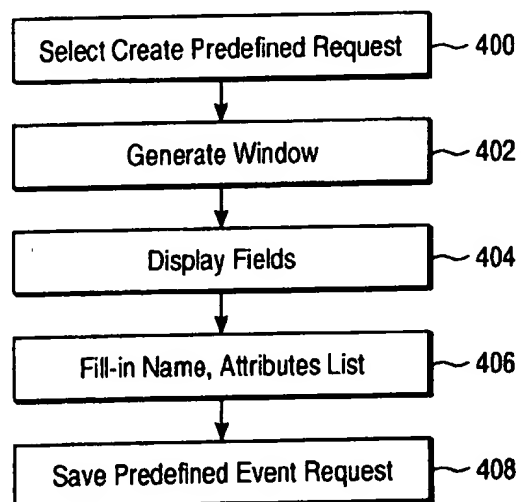 Select Create Predefined Request 400
Generate Window 402
Display Fields 404
Fill-in Name, Attributes List 406
Save Predefined Event Request 408